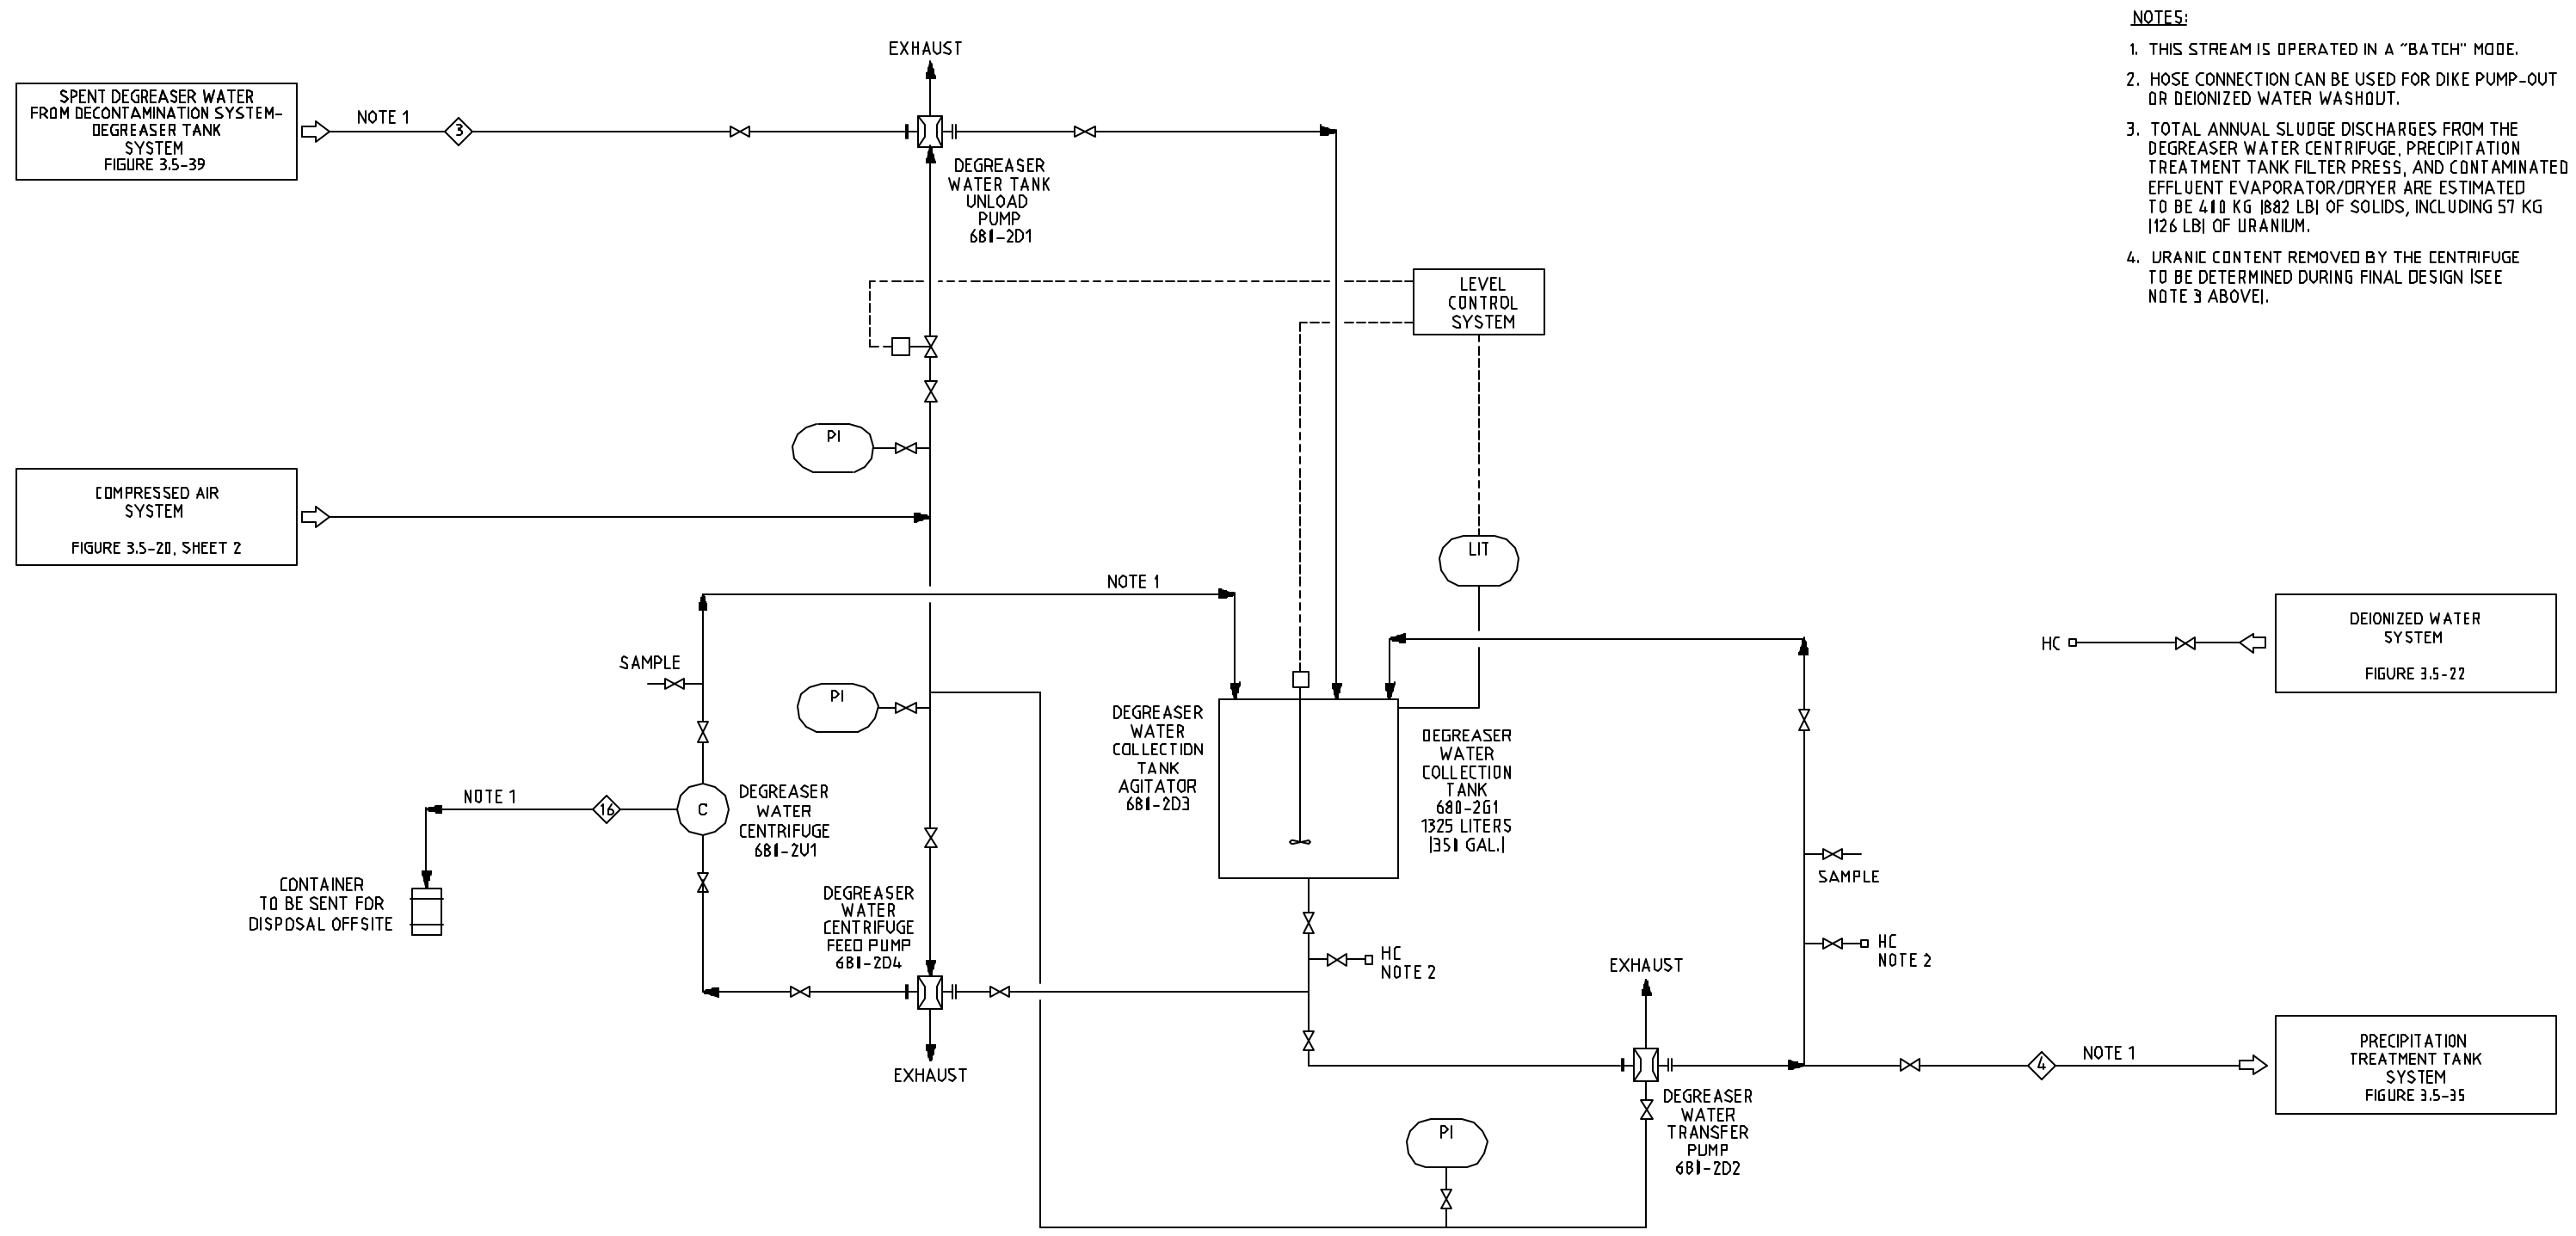 NOTES:
1. THIS STREAM IS OPERATED IN A "BATCH" MODE.
2. HOSE CONNECTION CAN BE USED FOR DIKE PUMP-OUT
OR DEIONIZED WATER WASHOUT.
3. TOTAL ANNUAL SLUDGE DISCHARGES FROM THE
DEGREASER WATER CENTRIFUGE, PRECIPITATION
TREATMENT TANK FILTER PRESS, AND CONTAMINATED
EFFLUENT EVAPORATOR/DRYER ARE ESTIMATED
TO BE 410 KG (882 LB) OF SOLIDS, INCLUDING 57 KG
(126 LB) OF URANIUM.
4. URANIC CONTENT REMOVED BY THE CENTRIFUGE
TO BE DETERMINED DURING FINAL DESIGN (SEE
NOTE 3 ABOVE).
EXHAUST
SPENT DEGREASER WATER
FROM DECONTAMINATION SYSTEM-
DEGREASER TANK
SYSTEM
FIGURE 3.5-39
NOTE 1
3
DEGREASER
WATER TANK
UNLOAD
PUMP
681-2D1
LEVEL
CONTROL
SYSTEM
PI
COMPRESSED AIR
SYSTEM
FIGURE 3.5-20, SHEET 2
LIT
NOTE 1
DEIONIZED WATER
SYSTEM
FIGURE 3.5-22
HC
SAMPLE
PI
DEGREASER
WATER
COLLECTION
TANK
AGITATOR
681-2D3
DEGREASER
WATER
COLLECTION
TANK
680-2G1
1325 LITERS
(350 GAL.)
NOTE 1
16
C
DEGREASER
WATER
CENTRIFUGE
681-2V1
CONTAINER
TO BE SENT FOR
DISPOSAL OFFSITE
DEGREASER
WATER
CENTRIFUGE
FEED PUMP
681-2D4
SAMPLE
HC
NOTE 2
HC
NOTE 2
EXHAUST
EXHAUST
PRECIPITATION
TREATMENT TANK
SYSTEM
FIGURE 3.5-35
NOTE 1
4
DEGREASER
WATER
TRANSFER
PUMP
681-2D2
PI